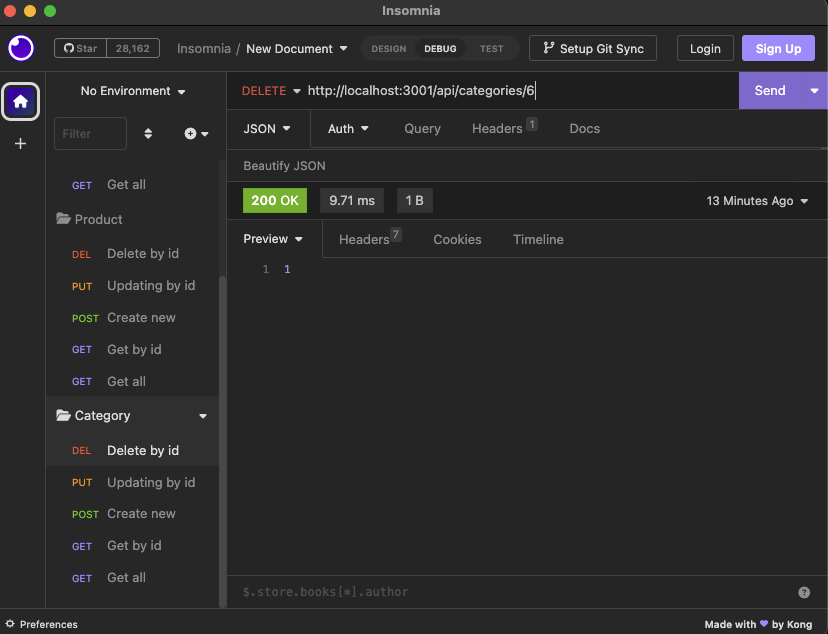 Insomnia
Star 28,162
Insomnia / New Document
DESIGN DEBUG TEST
Setup Git Sync
Login
Sign Up
No Environment
DELETE http://localhost:3001/api/categories/6
Send
Filter
JSON Auth Query Headers 1 Docs
Beautify JSON
GET Get all
200 OK 9.71 ms 1 B 13 Minutes Ago
Product
Preview Headers 7 Cookies Timeline
DEL Delete by id
1 1
PUT Updating by id
POST Create new
GET Get by id
GET Get all
Category
DEL Delete by id
PUT Updating by id
POST Create new
GET Get by id
GET Get all
$.store.books[*].author ?
Preferences
Made with ♥ by Kong